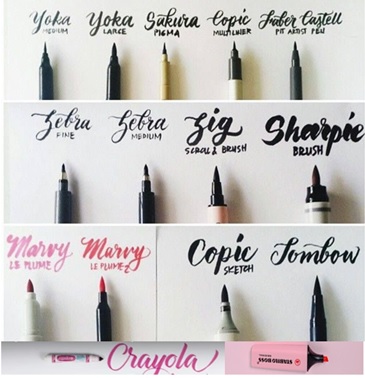 Yoka Yoka Sakura Copic Faber Castell
MEDIUM LARGE PIGMA MULTILINER PIT ARTIST PEN
Zebra Zebra Zig Sharpie
FINE MEDIUM SCROLL & BRUSH BRUSH
Marvy Marvy Copic Tombow
LE PLUME LE PLUME 2 SKETCH
Crayola STABILO BOSS